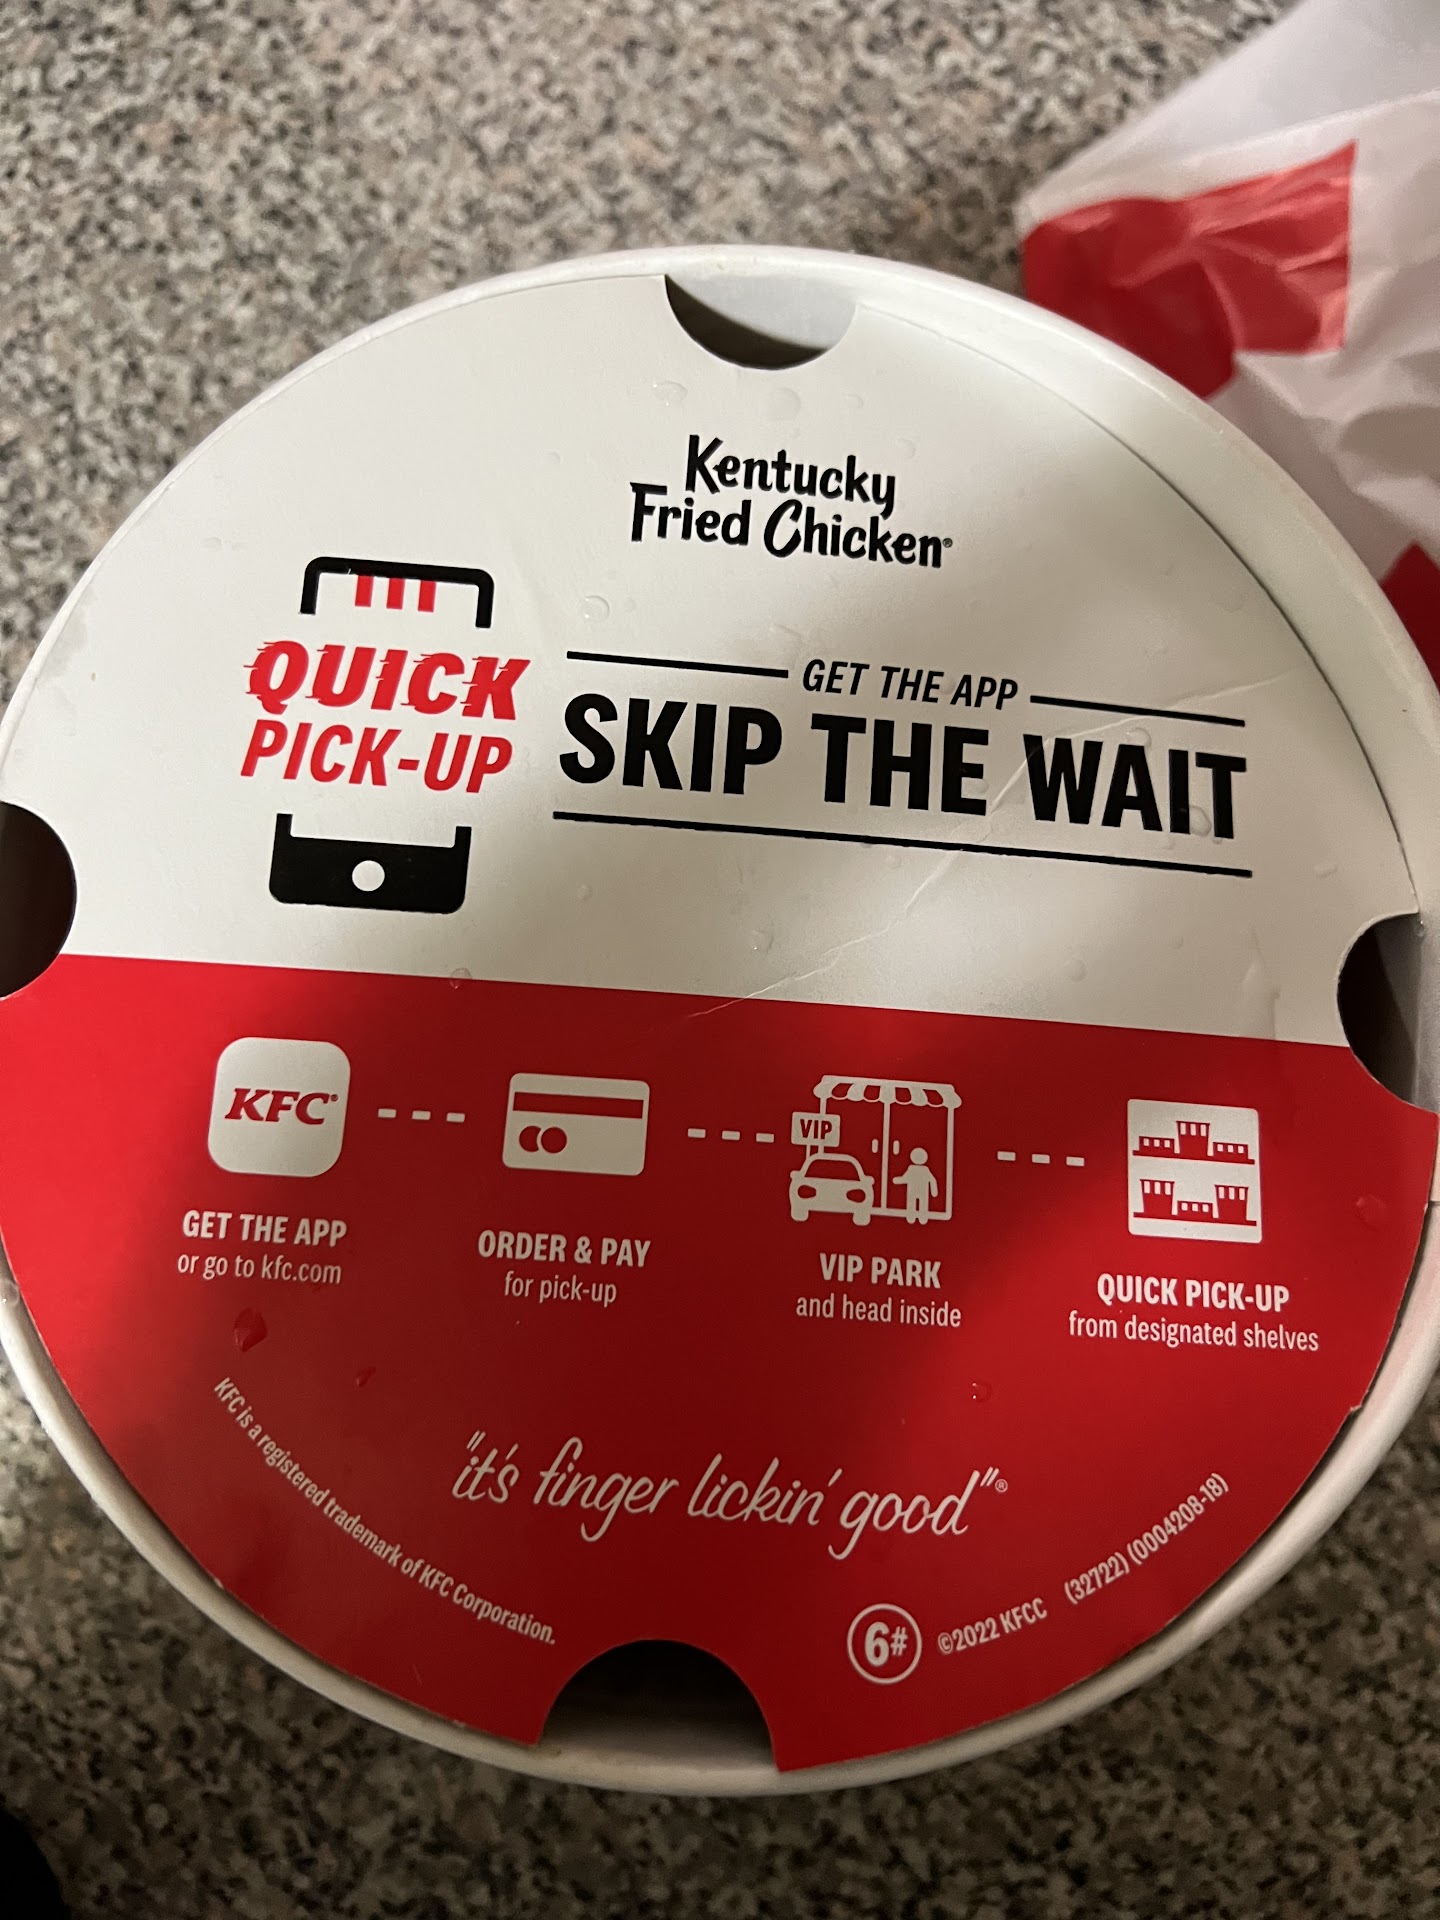 Kentucky
Fried Chicken®
QUICK
PICK-UP
GET THE APP
SKIP THE WAIT
KFC®
VIP
GET THE APP
or go to kfc.com
ORDER & PAY
for pick-up
VIP PARK
and head inside
QUICK PICK-UP
from designated shelves
"it's finger lickin' good"®
KFC is a registered trademark of KFC Corporation.
6# ©2022 KFCC (32722) (0004208-18)